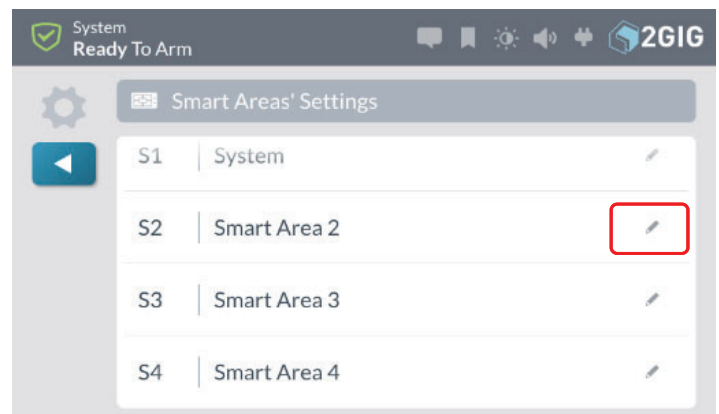 System
Ready To Arm
2GIG
Smart Areas' Settings
S1 System
S2 Smart Area 2
S3 Smart Area 3
S4 Smart Area 4